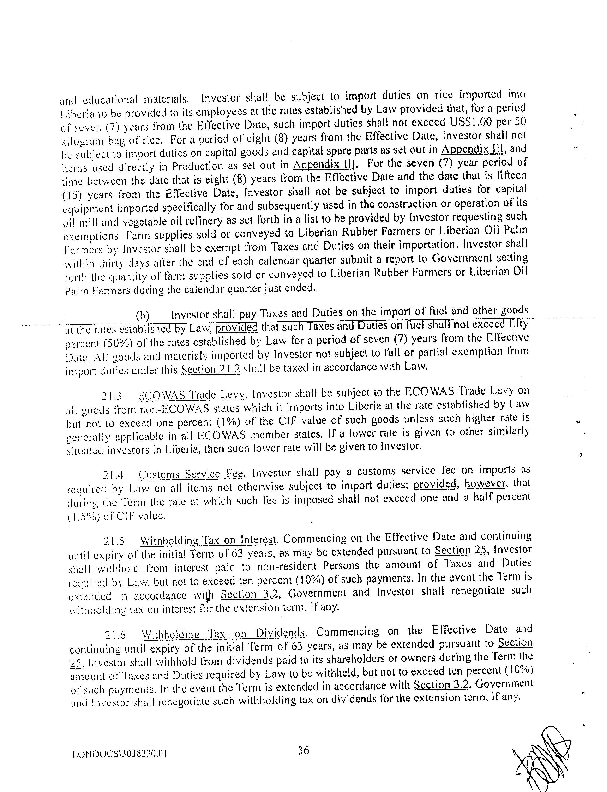 and educational materials. Investor shall be subject to import duties on rice imported into
Liberia to be provided to its employees at the rates established by Law provided that, for a period
of seven (7) years from the Effective Date, such import duties shall not exceed US$1.00 per 50
kilogram bag of rice. For a period of eight (8) years from the Effective Date, Investor shall not
be subject to import duties on capital goods and capital spare parts as set out in Appendix III, and
items used directly in Production as set out in Appendix III. For the seven (7) year period of
time between the date that is eight (8) years from the Effective Date and the date that is fifteen
(15) years from the Effective Date, Investor shall not be subject to import duties for capital
equipment imported specifically for and subsequently used in the construction or operation of its
oil mill and vegetable oil refinery as set forth in a list to be provided by Investor requesting such
exemptions. Farm supplies sold or conveyed to Liberian Rubber Farmers or Liberian Oil Palm
Farmers by Investor shall be exempt from Taxes and Duties on their importation. Investor shall
within thirty days after the end of each calendar quarter submit a report to Government setting
forth the quantity of farm supplies sold or conveyed to Liberian Rubber Farmers or Liberian Oil
Palm Farmers during the calendar quarter just ended.
(b) Investor shall pay Taxes and Duties on the import of fuel and other goods
at the rates established by Law, provided that such Taxes and Duties on fuel shall not exceed fifty
percent (50%) of the rates established by Law for a period of seven (7) years from the Effective
Date. All goods and materials imported by Investor not subject to full or partial exemption from
import duties under this Section 21.2 shall be taxed in accordance with Law.
21.3 ECOWAS Trade Levy. Investor shall be subject to the ECOWAS Trade Levy on
all goods from non-ECOWAS states which it imports into Liberia at the rate established by Law
but not to exceed one percent (1%) of the CIF value of such goods unless such higher rate is
generally applicable in all ECOWAS member states. If a lower rate is given to other similarly
situated investors in Liberia, then such lower rate will be given to Investor.
21.4 Customs Service Fee. Investor shall pay a customs service fee on imports as
required by Law on all items not otherwise subject to import duties; provided, however, that
during the Term the rate at which such fee is imposed shall not exceed one and a half percent
(1.5%) of CIF value.
21.5 Withholding Tax on Interest. Commencing on the Effective Date and continuing
until expiry of the initial Term of 63 years, as may be extended pursuant to Section 25, Investor
shall withhold from interest paid to non-resident Persons the amount of Taxes and Duties
required by Law, but not to exceed ten percent (10%) of such payments. In the event the Term is
extended in accordance with Section 3.2, Government and Investor shall renegotiate such
withholding tax on interest for the extension term, if any.
21.6 Withholding Tax on Dividends. Commencing on the Effective Date and
continuing until expiry of the initial Term of 63 years, as may be extended pursuant to Section
25, Investor shall withhold from dividends paid to its shareholders or owners during the Term the
amount of Taxes and Duties required by Law to be withheld, but not to exceed ten percent (10%)
of such payments. In the event the Term is extended in accordance with Section 3.2, Government
and Investor shall renegotiate such withholding tax on dividends for the extension term, if any.
36